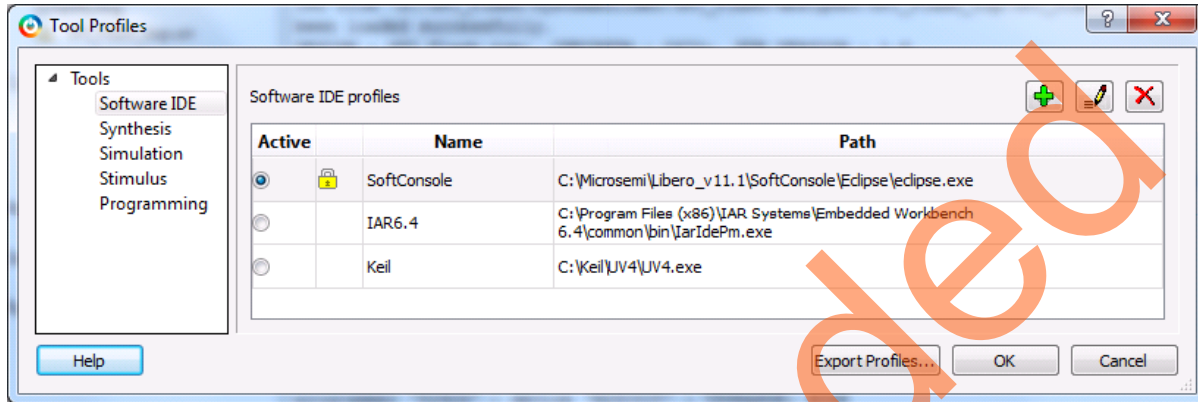 Tool Profiles
Tools
Software IDE
Synthesis
Simulation
Stimulus
Programming
Software IDE profiles
Active Name Path
SoftConsole C:\Microsemi\Libero_v11.1\SoftConsole\Eclipse\eclipse.exe
IAR6.4 C:\Program Files (x86)\IAR Systems\Embedded Workbench
6.4\common\bin\IarIdePm.exe
Keil C:\Keil\UV4\UV4.exe
Help Export Profiles... OK Cancel
ded